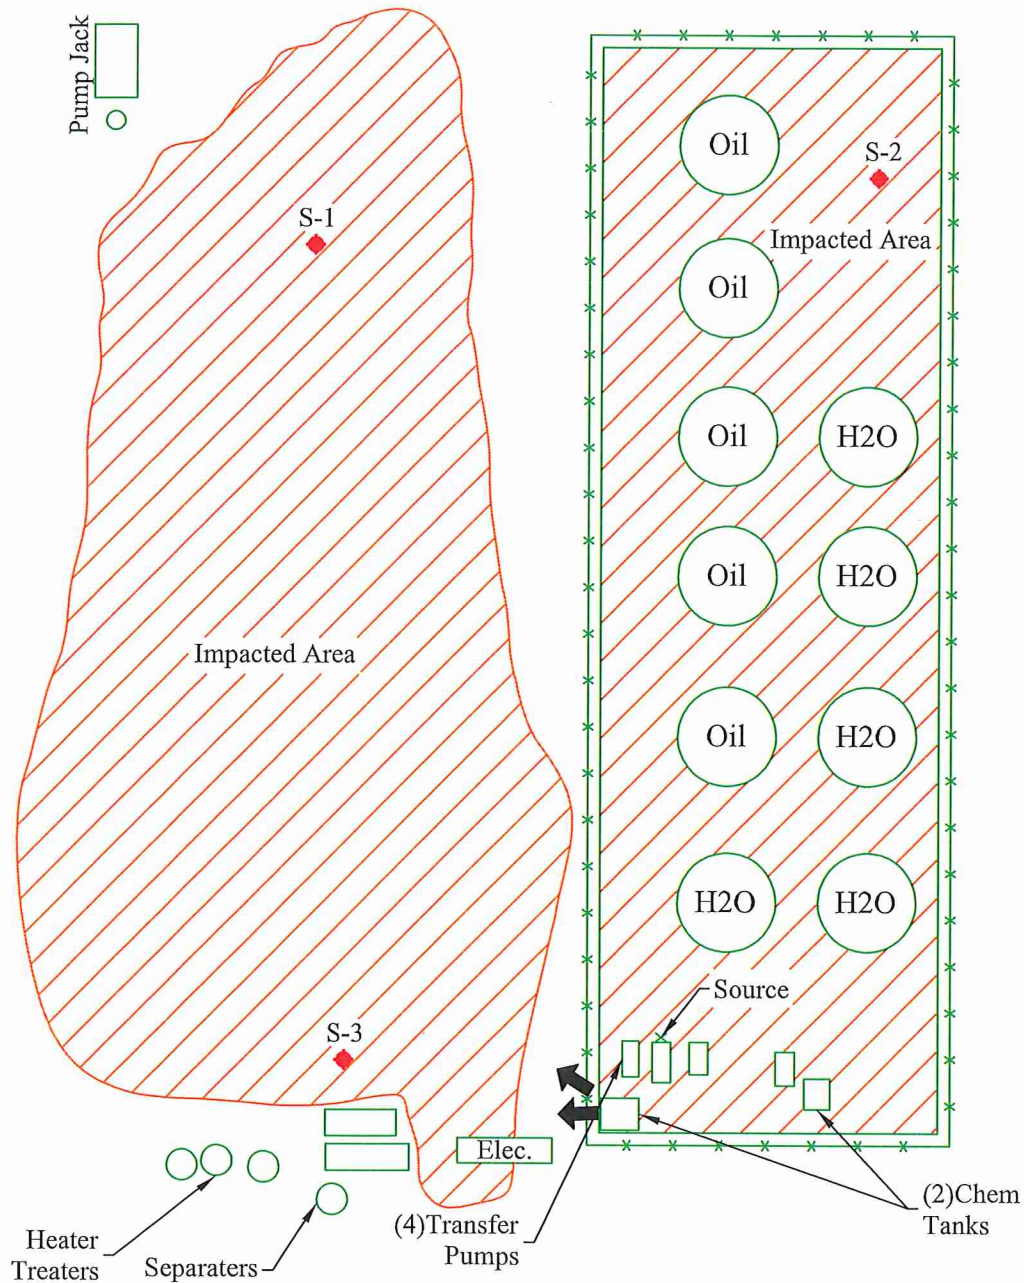 Pump Jack
Oil
S-2
S-1
Impacted Area
Oil
Oil
H2O
Oil
H2O
Impacted Area
Oil
H2O
H2O
H2O
Source
S-3
Elec.
(4)Transfer
Pumps
(2)Chem
Tanks
Heater
Treaters
Separaters